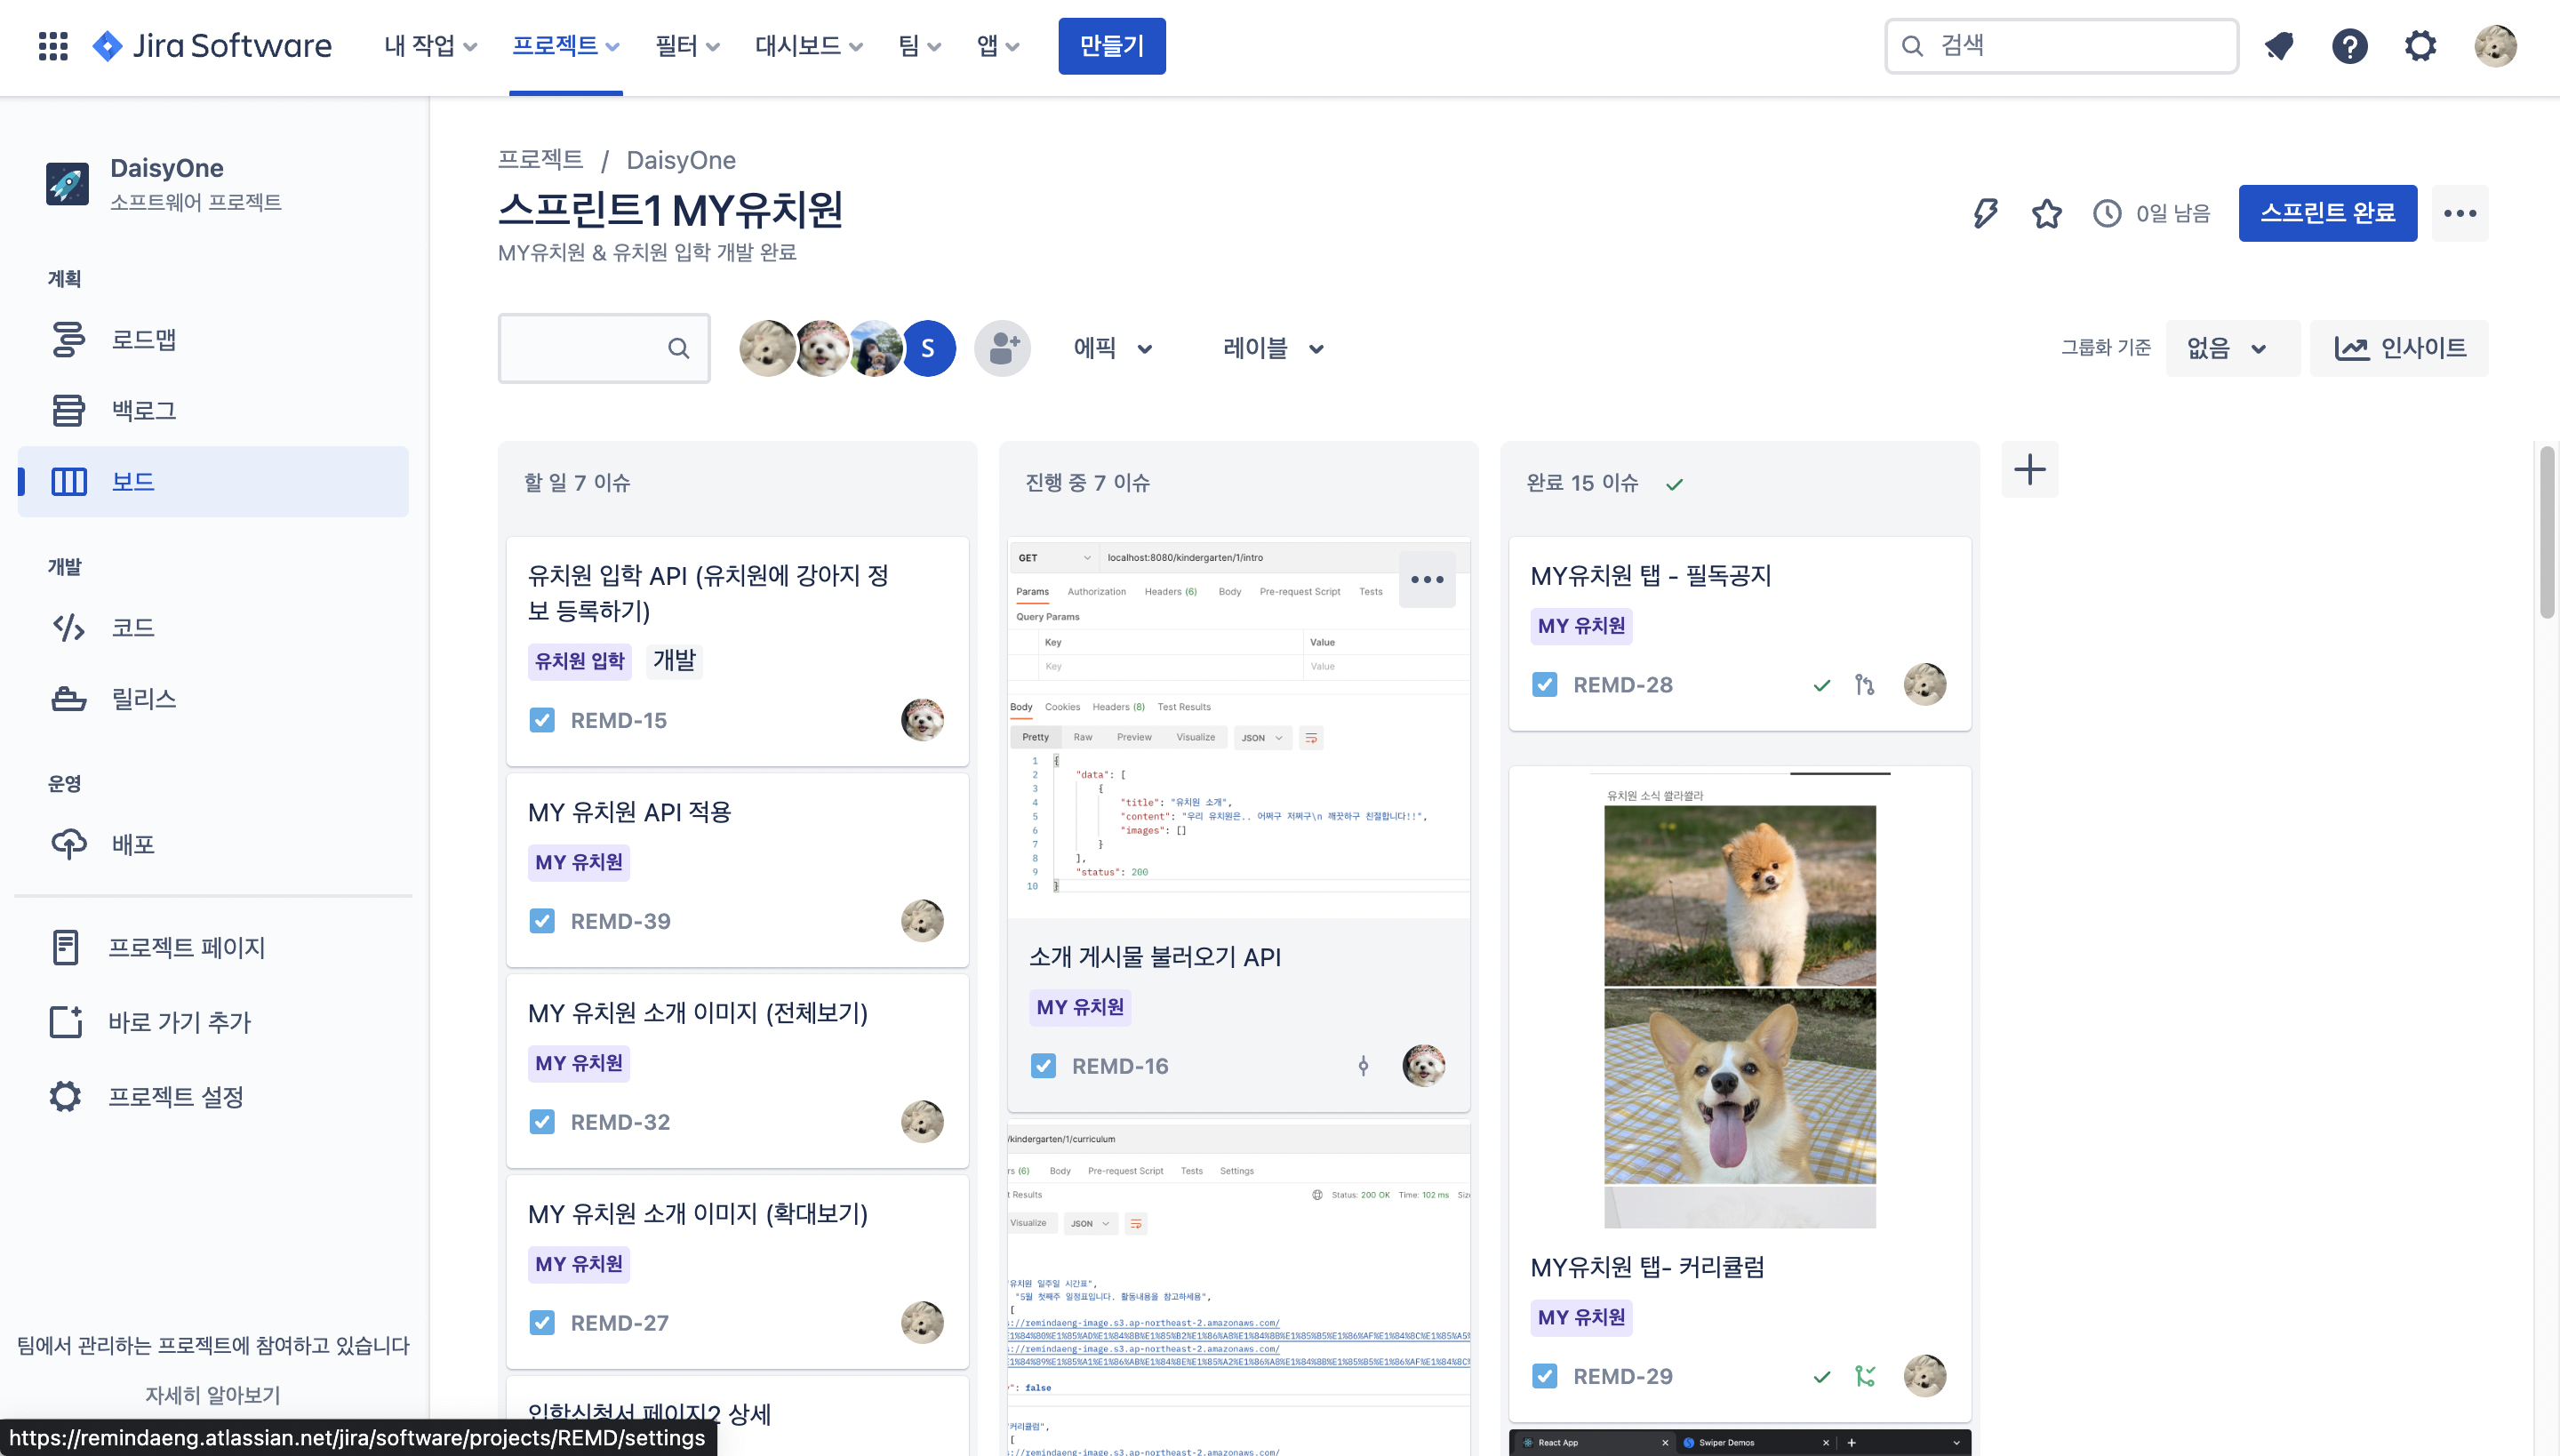 Jira Software
내 작업
프로젝트
필터
대시보드
팀
앱
만들기
검색
DaisyOne
소프트웨어 프로젝트
계획
로드맵
백로그
보드
개발
코드
릴리스
운영
배포
프로젝트 페이지
바로 가기 추가
프로젝트 설정
팀에서 관리하는 프로젝트에 참여하고 있습니다
자세히 알아보기
https://remindaeng.atlassian.net/jira/software/projects/REMD/settings
프로젝트 / DaisyOne
스프린트1 MY유치원
MY유치원 & 유치원 입학 개발 완료
0일 남음
스프린트 완료
S
에픽
레이블
그룹화 기준
없음
인사이트
할 일 7 이슈
유치원 입학 API (유치원에 강아지 정
보 등록하기)
유치원 입학 개발
REMD-15
MY 유치원 API 적용
MY 유치원
REMD-39
MY 유치원 소개 이미지 (전체보기)
MY 유치원
REMD-32
MY 유치원 소개 이미지 (확대보기)
MY 유치원
REMD-27
입학신청서 페이지2 상세
진행 중 7 이슈
GET localhost:8080/kindergarten/1/intro
Params Authorization Headers (6) Body Pre-request Script Tests
Query Params
Key Value
Key Value
Body Cookies Headers (8) Test Results
Pretty Raw Preview Visualize JSON
1 {
2 "data": [
3 {
4 "title": "유치원 소개",
5 "content": "우리 유치원은.. 어쩌구 저쩌구\n 깨끗하구 친절합니다!!",
6 "images": []
7 }
8 ],
9 "status": 200
10 }
소개 게시물 불러오기 API
MY 유치원
REMD-16
/kindergarten/1/curriculum
rs (6) Body Pre-request Script Tests Settings
t Results Status: 200 OK Time: 102 ms Size
Visualize JSON
"유치원 일주일 시간표",
"5월 첫째주 일정표입니다. 활동내용을 참고하세용",
[
s://remindaeng-image.s3.ap-northeast-2.amazonaws.com/
s://remindaeng-image.s3.ap-northeast-2.amazonaws.com/
": false
"커리큘럼",
[
s://remindaeng-image.s3.ap-northeast-2.amazonaws.com/
완료 15 이슈
MY유치원 탭 - 필독공지
MY 유치원
REMD-28
유치원 소식 쏼라쏼라
MY유치원 탭- 커리큘럼
MY 유치원
REMD-29
React App Swiper Demos